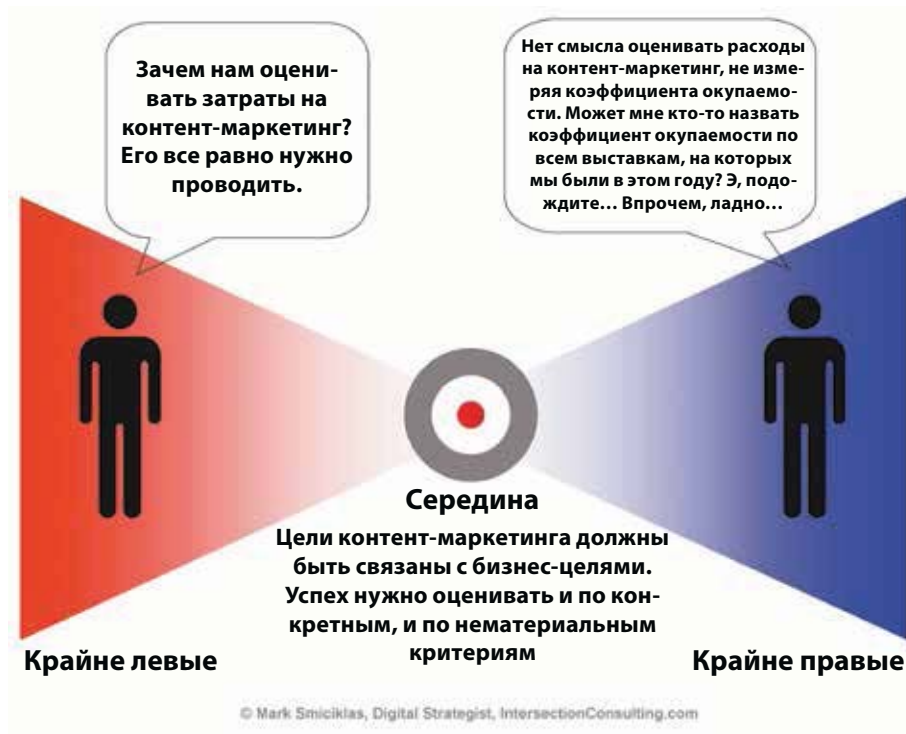 Зачем нам оцени-
вать затраты на
контент-маркетинг?
Его все равно нужно
проводить.
Нет смысла оценивать расходы
на контент-маркетинг, не изме-
ряя коэффициента окупаемо-
сти. Может мне кто-то назвать
коэффициент окупаемости по
всем выставкам, на которых
мы были в этом году? Э, подо-
ждите... Впрочем, ладно...
Середина
Цели контент-маркетинга должны
быть связаны с бизнес-целями.
Успех нужно оценивать и по кон-
кретным, и по нематериальным
критериям
Крайне левые
Крайне правые
© Mark Smiciklas, Digital Strategist, IntersectionConsulting.com